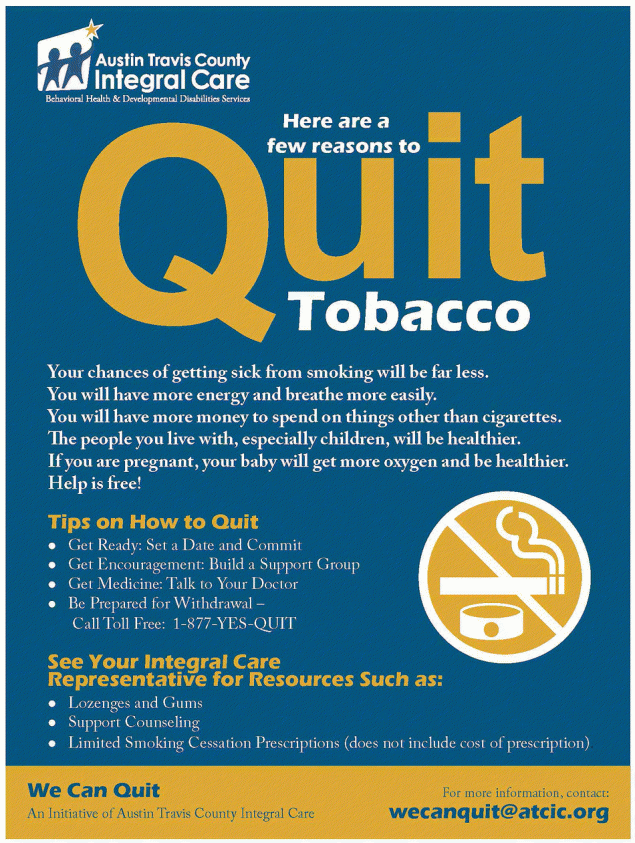 Austin Travis County
Integral Care
Behavioral Health & Developmental Disabilities Services
Here are a
few reasons to
Quit
Tobacco
Your chances of getting sick from smoking will be far less.
You will have more energy and breathe more easily.
You will have more money to spend on things other than cigarettes.
The people you live with, especially children, will be healthier.
If you are pregnant, your baby will get more oxygen and be healthier.
Help is free!
Tips on How to Quit
● Get Ready: Set a Date and Commit
● Get Encouragement: Build a Support Group
● Get Medicine: Talk to Your Doctor
● Be Prepared for Withdrawal –
Call Toll Free: 1-877-YES-QUIT
See Your Integral Care
Representative for Resources Such as:
● Lozenges and Gums
● Support Counseling
● Limited Smoking Cessation Prescriptions (does not include cost of prescription)
We Can Quit
An Initiative of Austin Travis County Integral Care
For more information, contact:
wecanquit@atcic.org